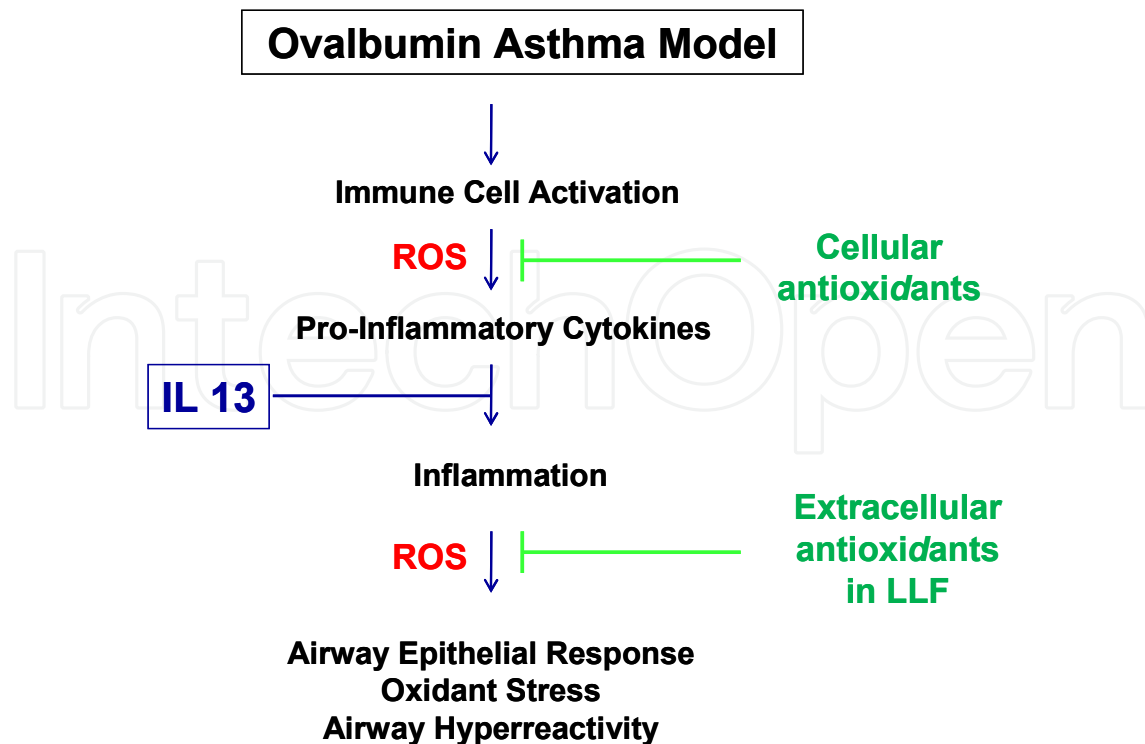 Ovalbumin Asthma Model
Immune Cell Activation
ROS
Cellular
antioxidants
Pro-Inflammatory Cytokines
IL 13
Inflammation
ROS
Extracellular
antioxidants
in LLF
Airway Epithelial Response
Oxidant Stress
Airway Hyperreactivity
IntechOpen